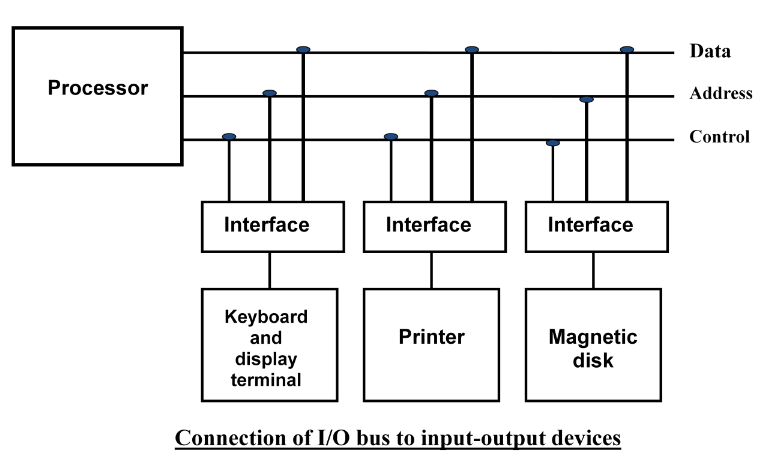 Processor
Data
Address
Control
Interface
Interface
Interface
Keyboard
and
display
terminal
Printer
Magnetic
disk
Connection of I/O bus to input-output devices